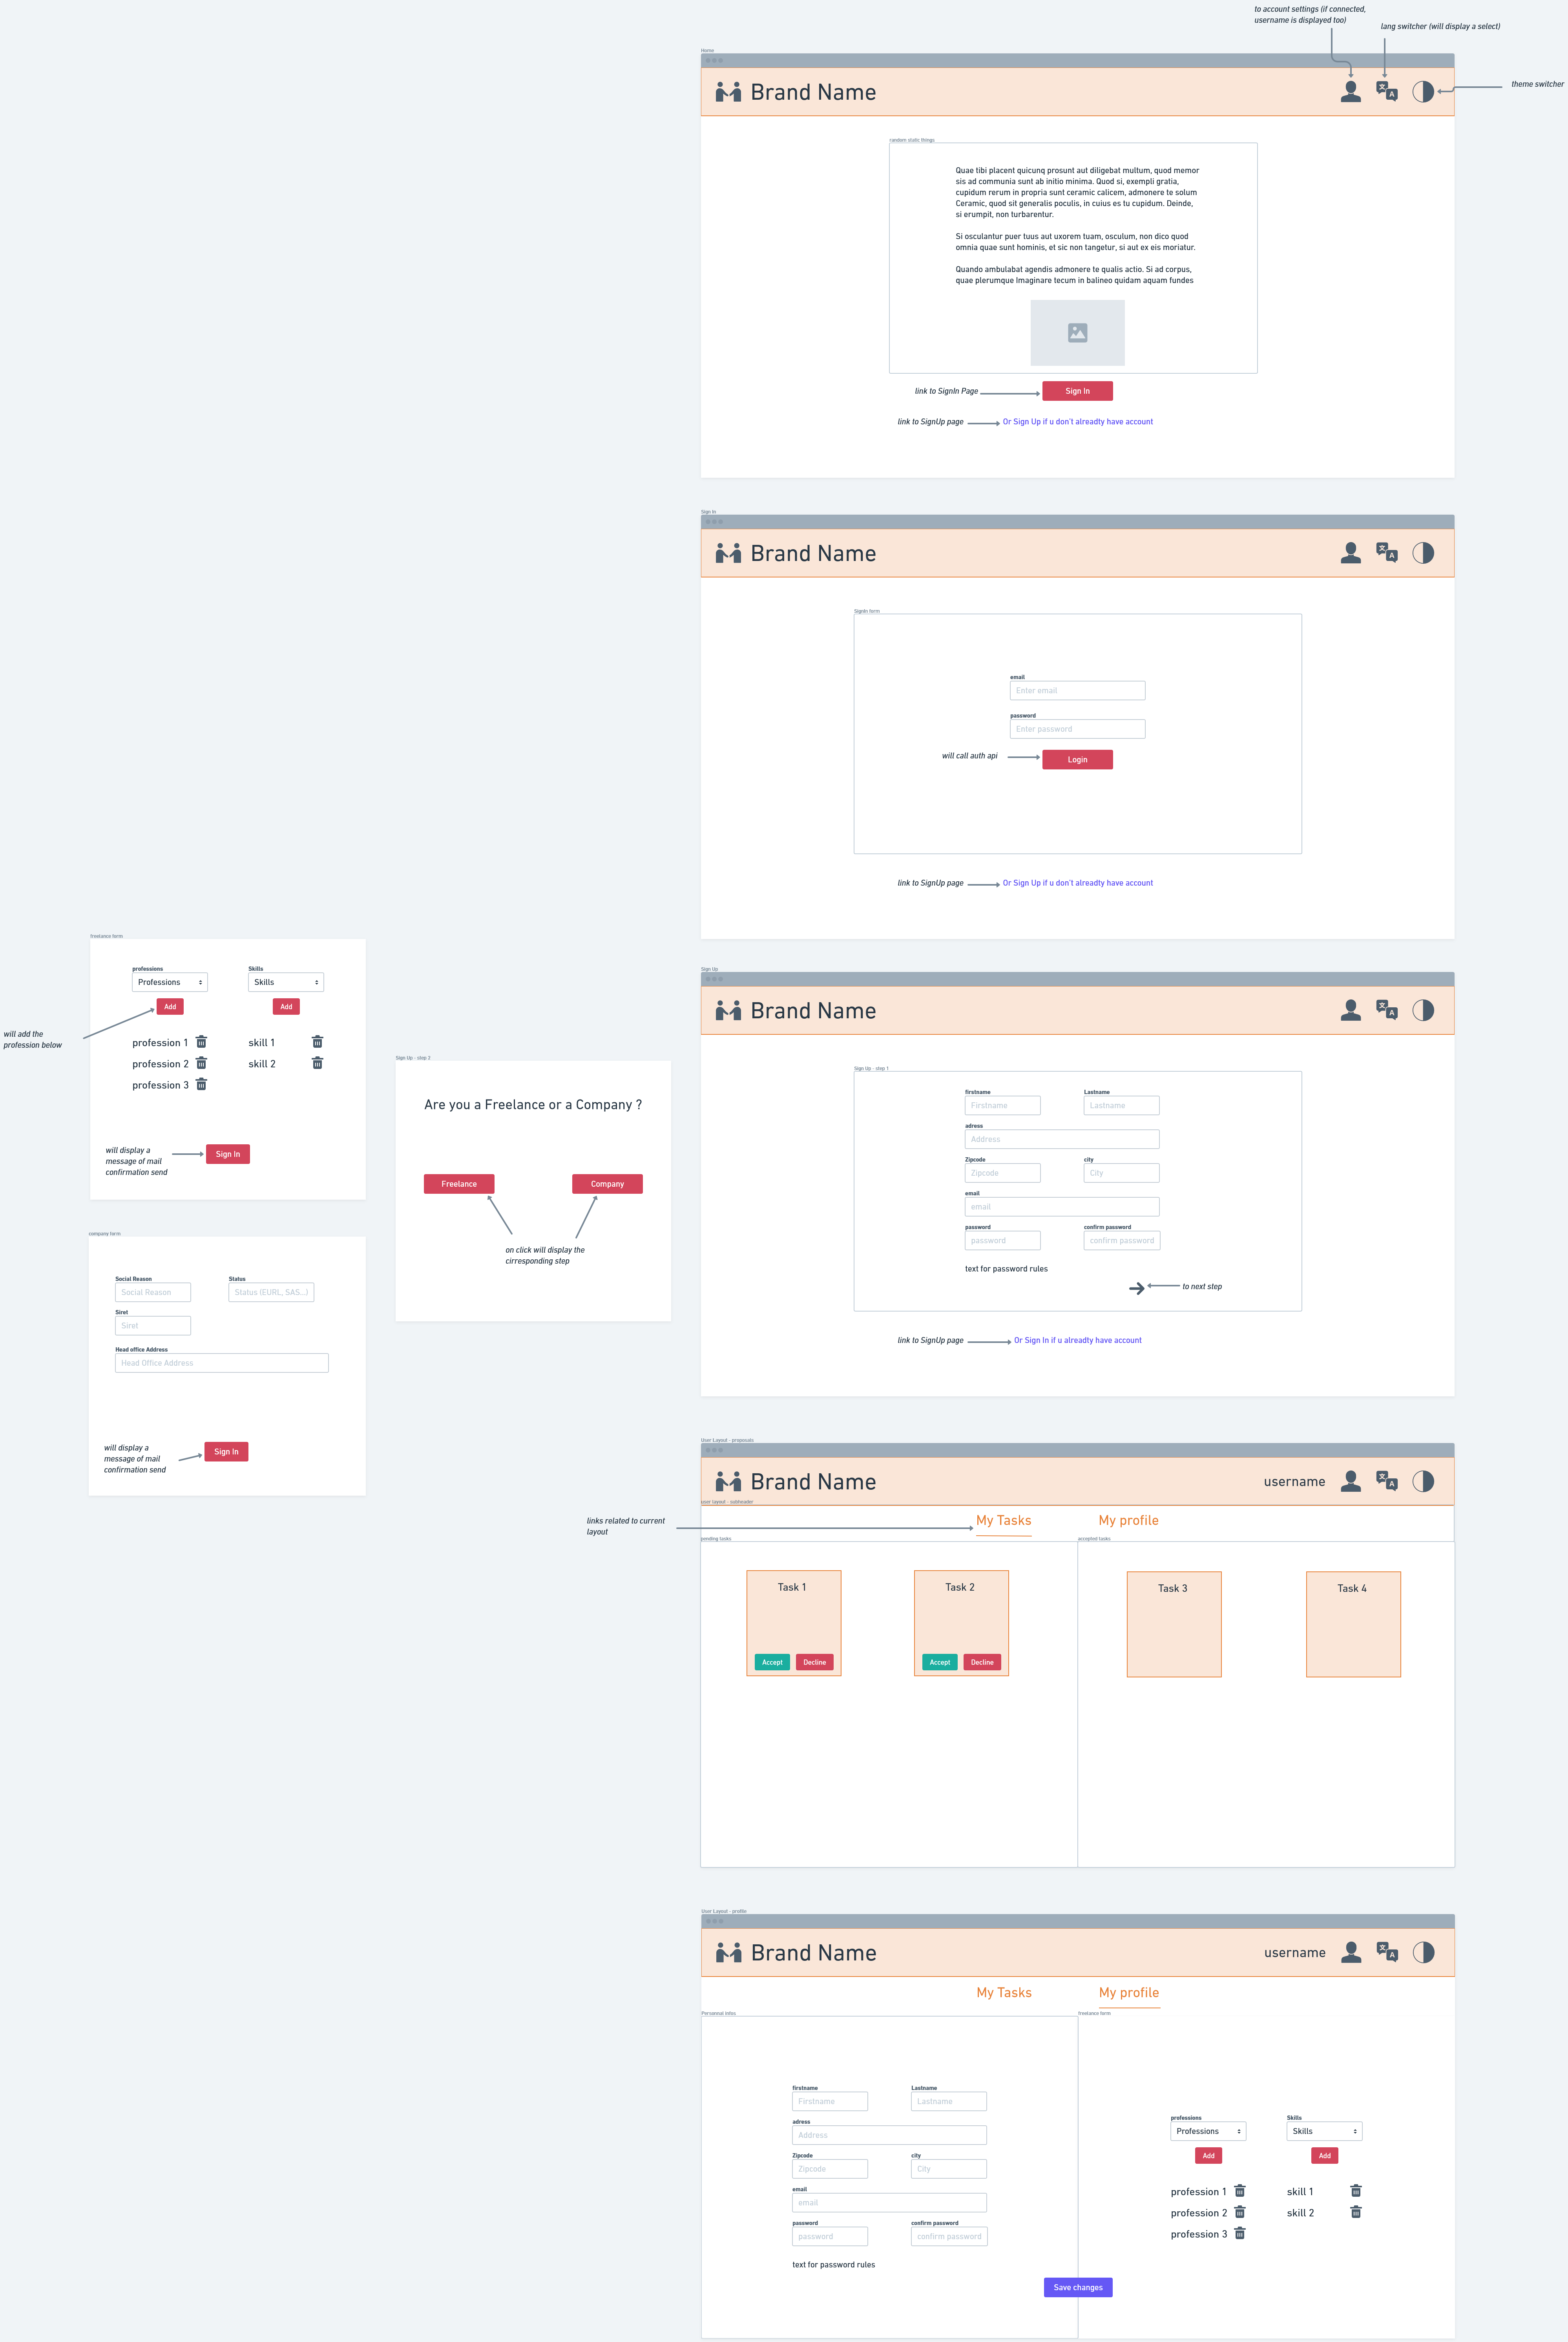 to account settings (if connected,
username is displayed too)
lang switcher (will display a select)
theme switcher
Home
Brand Name
random static things
Quae tibi placent quicunq prosunt aut diligebat multum, quod memor
sis ad communia sunt ab initio minima. Quod si, exempli gratia,
cupidum rerum in propria sunt ceramic calicem, admonere te solum
Ceramic, quod sit generalis poculis, in cuius es tu cupidum. Deinde,
si erumpit, non turbarentur.
Si osculantur puer tuus aut uxorem tuam, osculum, non dico quod
omnia quae sunt hominis, et sic non tangetur, si aut ex eis moriatur.
Quando ambulabat agendis admonere te qualis actio. Si ad corpus,
quae plerumque Imaginare tecum in balineo quidam aquam fundes
link to SignIn Page
Sign In
link to SignUp page
Or Sign Up if u don't alreadty have account
Sign In
Brand Name
SignIn form
email
Enter email
password
Enter password
will call auth api
Login
link to SignUp page
Or Sign Up if u don't alreadty have account
freelance form
professions
Skills
Professions
Skills
Add
Add
will add the
profession below
profession 1
skill 1
profession 2
skill 2
profession 3
will display a
message of mail
confirmation send
Sign In
Sign Up - step 2
Are you a Freelance or a Company ?
Freelance
Company
on click will display the
cirresponding step
company form
Social Reason
Status
Social Reason
Status (EURL, SAS...)
Siret
Siret
Head office Address
Head Office Address
will display a
message of mail
confirmation send
Sign In
Sign Up
Brand Name
Sign Up - step 1
firstname
Lastname
Firstname
Lastname
adress
Address
Zipcode
city
Zipcode
City
email
email
password
confirm password
password
confirm password
text for password rules
to next step
link to SignUp page
Or Sign In if u alreadty have account
User Layout - proposals
Brand Name
username
user layout - subheader
links related to current
layout
My Tasks
My profile
pending tasks
accepted tasks
Task 1
Task 2
Task 3
Task 4
Accept
Decline
Accept
Decline
User Layout - profile
Brand Name
username
My Tasks
My profile
Personnal Infos
freelance form
firstname
Lastname
Firstname
Lastname
adress
Address
Zipcode
city
Zipcode
City
email
email
password
confirm password
password
confirm password
text for password rules
professions
Skills
Professions
Skills
Add
Add
profession 1
skill 1
profession 2
skill 2
profession 3
Save changes